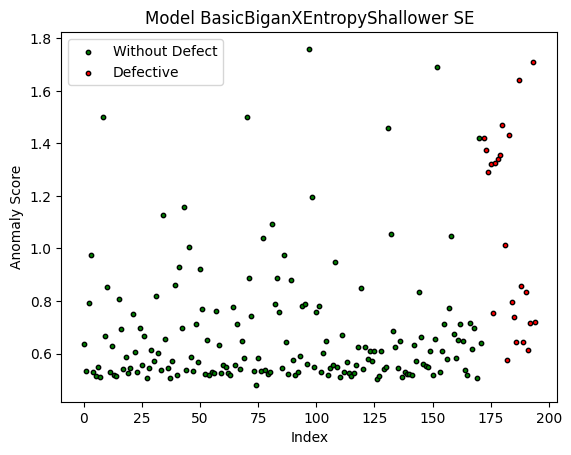 Model BasicBiganXEntropyShallower SE
Without Defect
Defective
Anomaly Score
1.8
1.6
1.4
1.2
1.0
0.8
0.6
0 25 50 75 100 125 150 175 200
Index